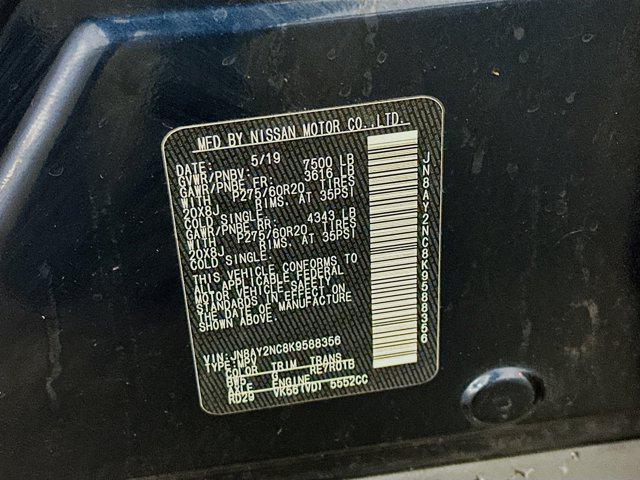 MFD BY NISSAN MOTOR CO.,LTD.
DATE: 5/19
GVWR/PNBV: 7500 LB
GAWR/PNBE FR: 3616 LB
WITH P275/60R20 TIRES
20X8J RIMS. AT 35PSI
COLD SINGLE.
GAWR/PNBE RR: 4343 LB
WITH P275/60R20 TIRES
20X8J RIMS. AT 35PSI
COLD SINGLE.
THIS VEHICLE CONFORMS TO
ALL APPLICABLE FEDERAL
MOTOR VEHICLE SAFETY
STANDARDS IN EFFECT ON
THE DATE OF MANUFACTURE
SHOWN ABOVE.
VIN:JN8AY2NC8K9588356
TYPE:MPV
COLOR TRIM TRANS
RE7R01B
AXLE ENGINE
RD29 5552CC
JN8AY2NC8K9588356